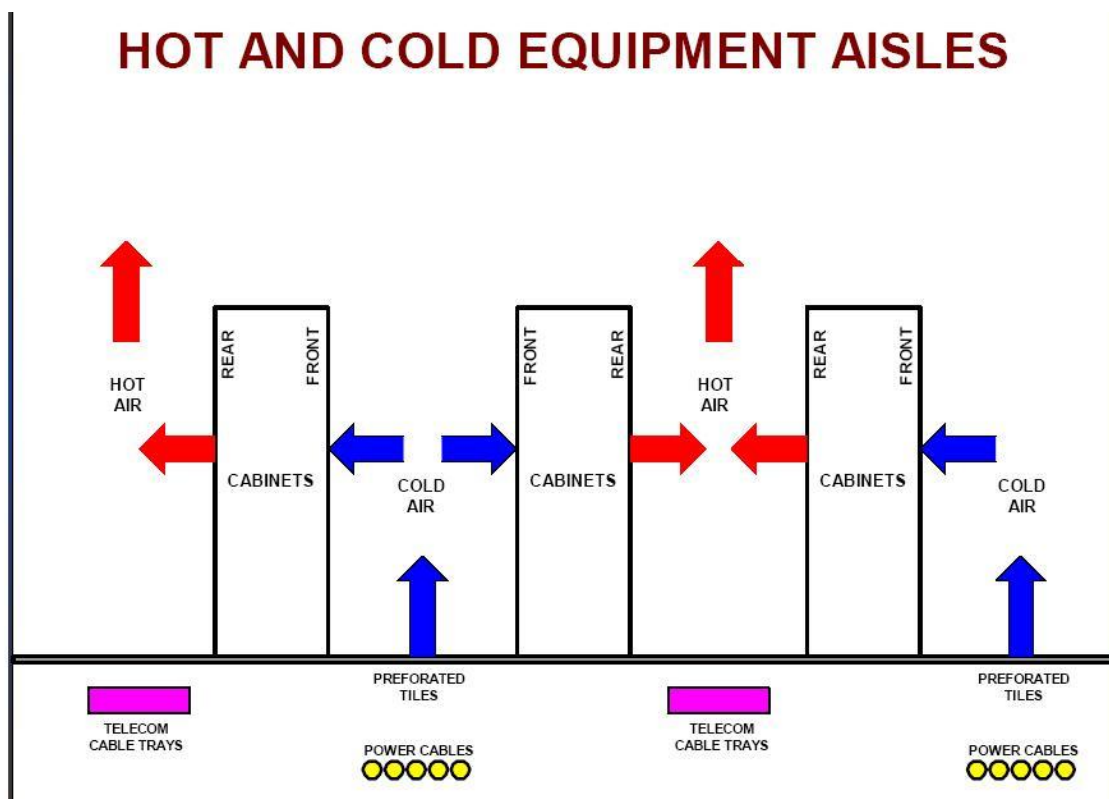 HOT AND COLD EQUIPMENT AISLES
REAR
FRONT
FRONT
REAR
REAR
FRONT
HOT
AIR
HOT
AIR
CABINETS
CABINETS
CABINETS
COLD
AIR
COLD
AIR
PREFORATED
TILES
PREFORATED
TILES
TELECOM
CABLE TRAYS
TELECOM
CABLE TRAYS
POWER CABLES
POWER CABLES